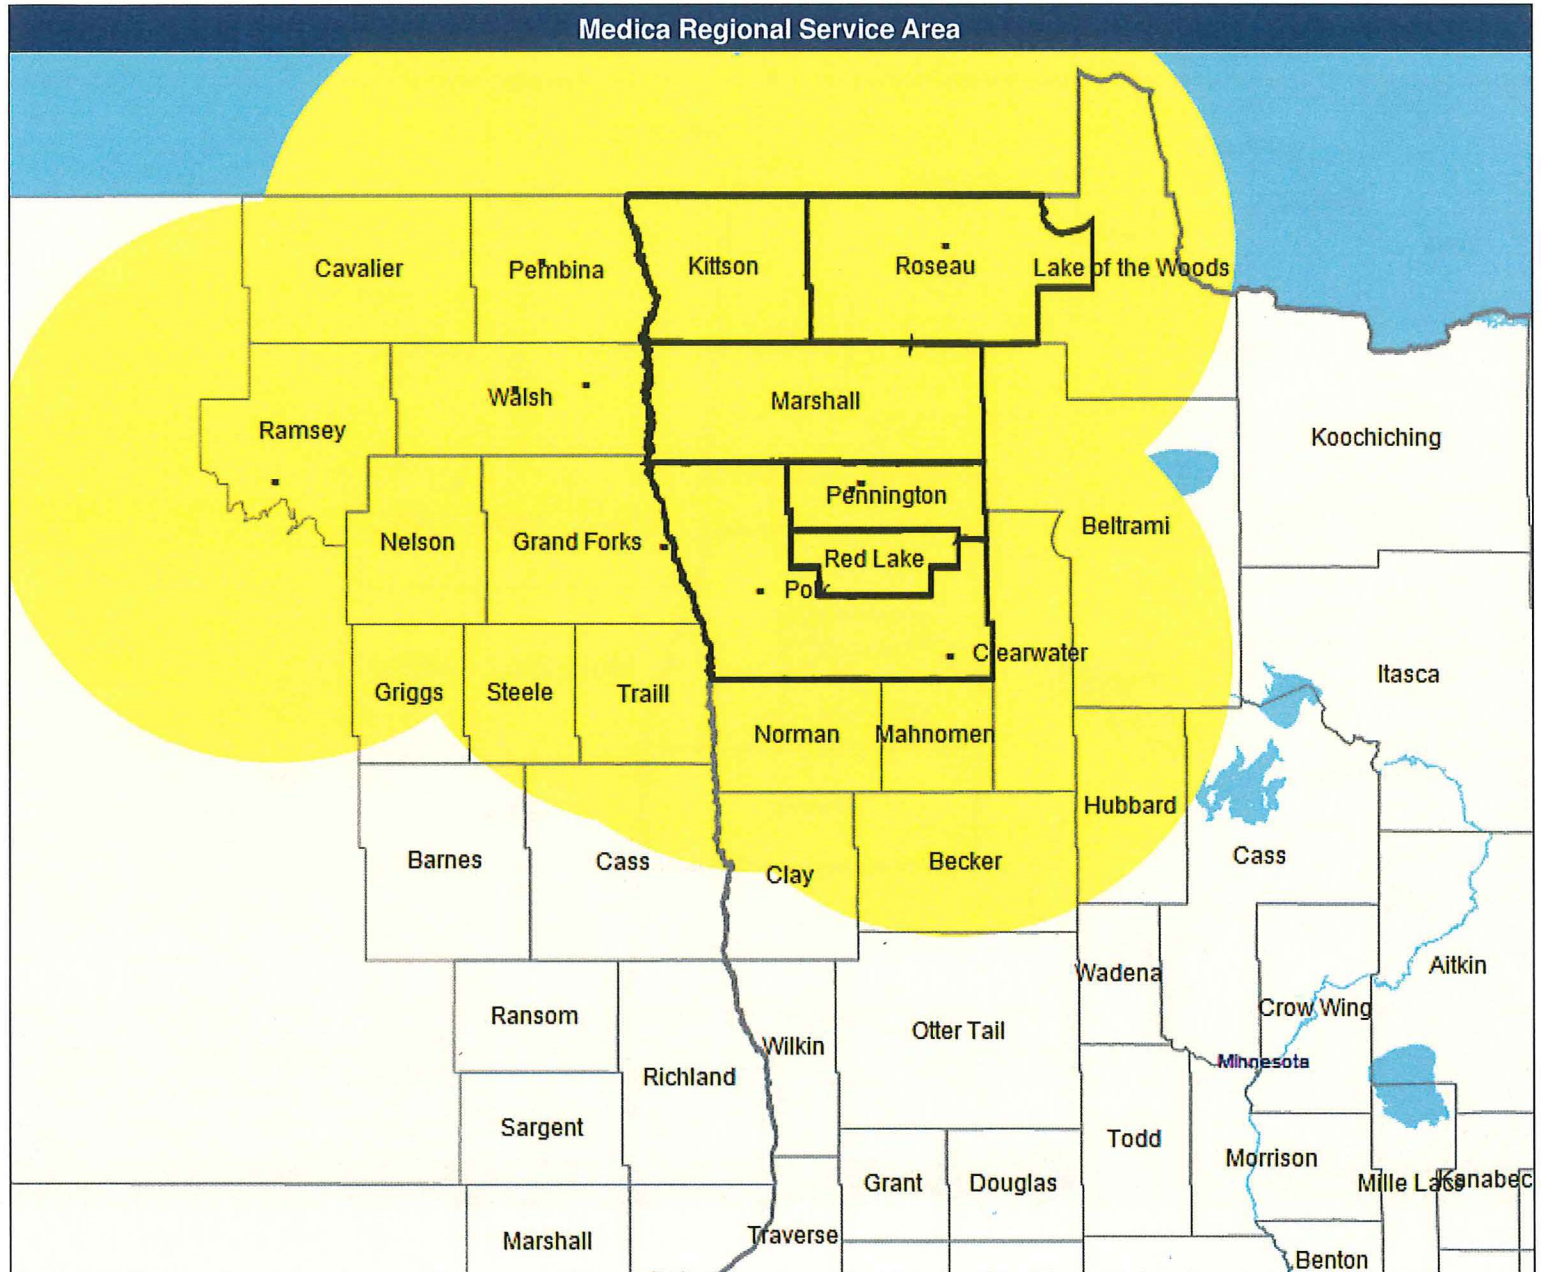 Medica Regional Service Area
Cavalier
Pembina
Kittson
Roseau
Lake of the Woods
Walsh
Marshall
Ramsey
Koochiching
Pennington
Beltrami
Nelson
Grand Forks
Red Lake
Polk
Clearwater
Griggs
Steele
Traill
Itasca
Norman
Mahnomen
Hubbard
Barnes
Cass
Clay
Becker
Cass
Wadena
Aitkin
Crow Wing
Ransom
Otter Tail
Wilkin
Minnesota
Richland
Sargent
Todd
Morrison
Grant
Douglas
Mille Lacs
Kanabec
Marshall
Traverse
Benton